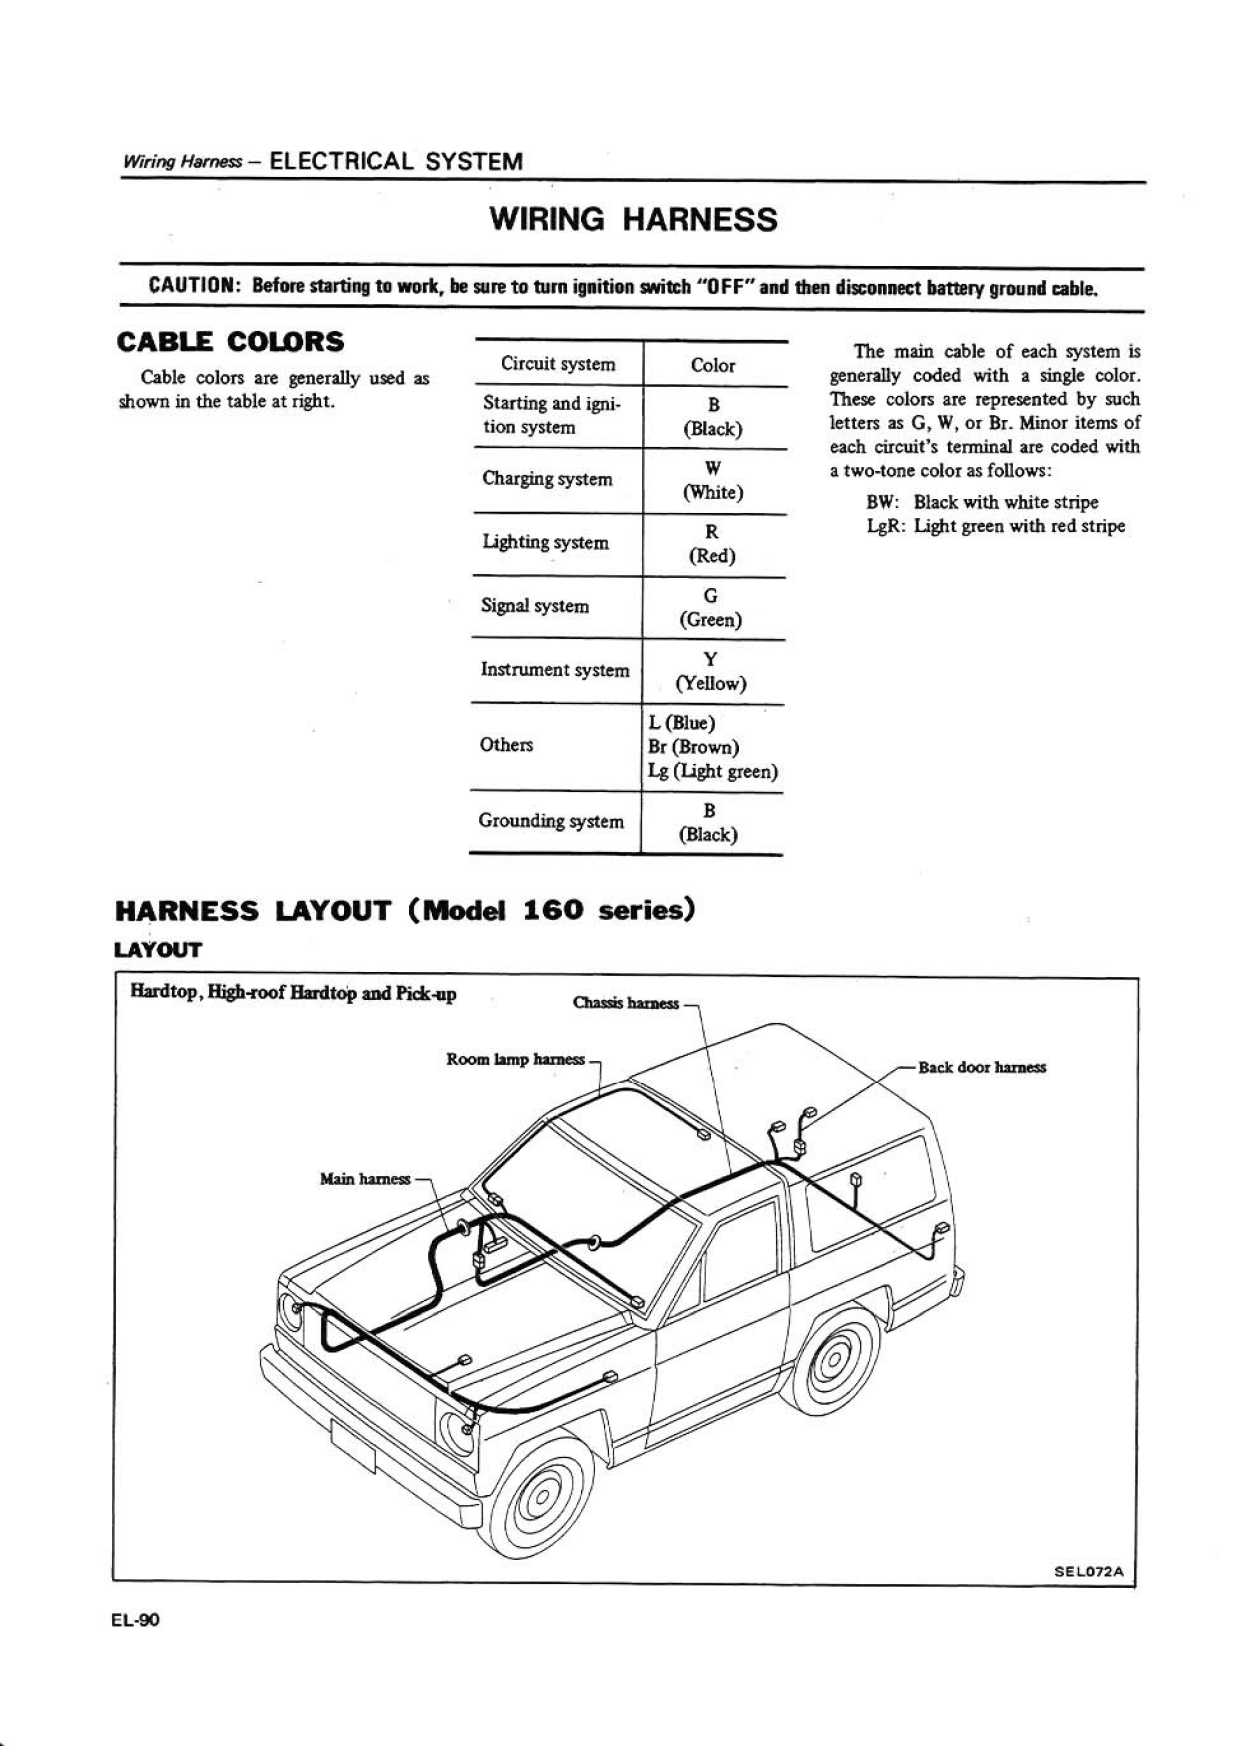 Wiring Harness – ELECTRICAL SYSTEM
WIRING HARNESS
CAUTION: Before starting to work, be sure to turn ignition switch "OFF" and then disconnect battery ground cable.
CABLE COLORS
Cable colors are generally used as
shown in the table at right.
Circuit system Color
Starting and igni-
tion system
B
(Black)
Charging system
W
(White)
Lighting system
R
(Red)
Signal system
G
(Green)
Instrument system
Y
(Yellow)
Others
L (Blue)
Br (Brown)
Lg (Light green)
Grounding system
B
(Black)
The main cable of each system is
generally coded with a single color.
These colors are represented by such
letters as G, W, or Br. Minor items of
each circuit's terminal are coded with
a two-tone color as follows:
BW: Black with white stripe
LgR: Light green with red stripe
HARNESS LAYOUT (Model 160 series)
LAYOUT
Hardtop, High-roof Hardtop and Pick-up
Chassis harness
Room lamp harness
Back door harness
Main harness
SEL072A
EL-90